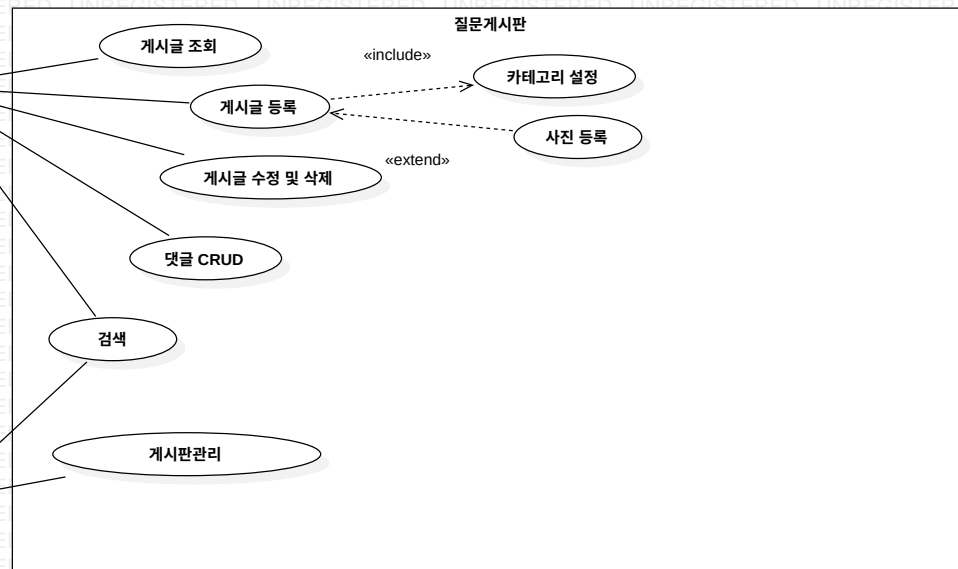 질문게시판
게시글 조회
«include»
카테고리 설정
게시글 등록
사진 등록
«extend»
게시글 수정 및 삭제
댓글 CRUD
검색
게시판관리